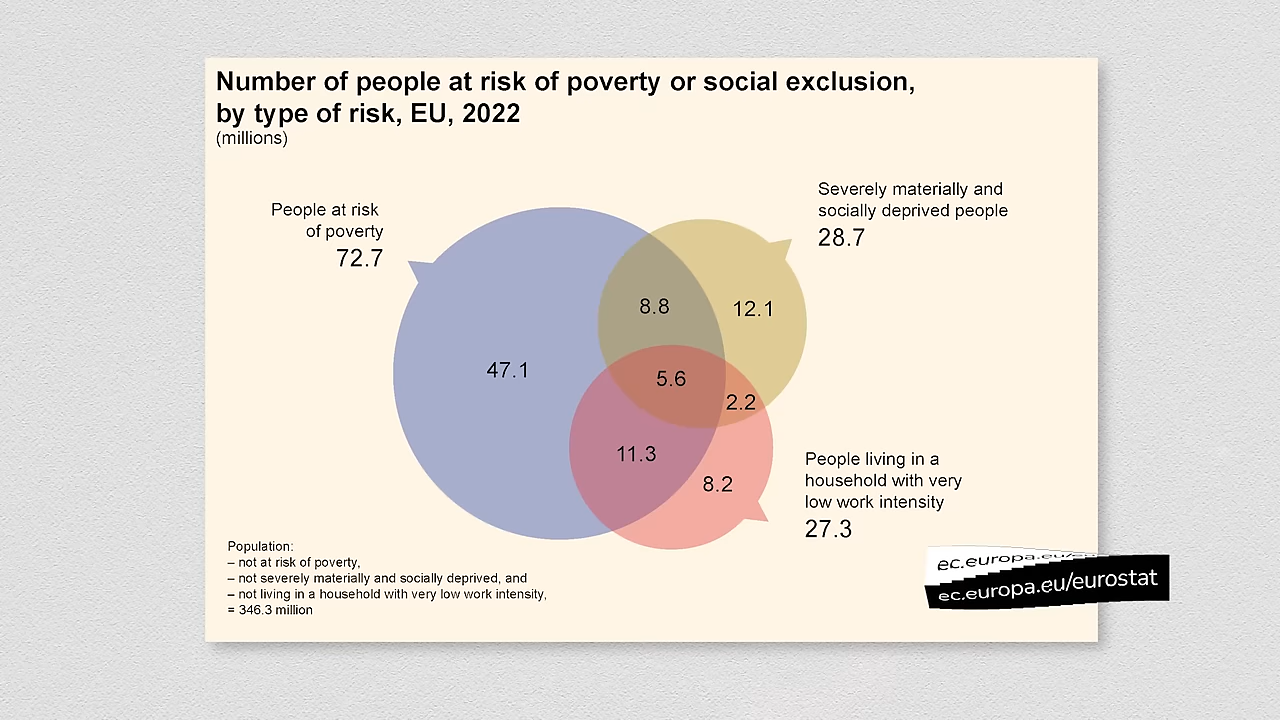 Number of people at risk of poverty or social exclusion,
by type of risk, EU, 2022
(millions)
People at risk
of poverty
72.7
Severely materially and
socially deprived people
28.7
8.8
12.1
47.1
5.6
2.2
11.3
8.2
People living in a
household with very
low work intensity
27.3
Population:
– not at risk of poverty,
– not severely materially and socially deprived, and
– not living in a household with very low work intensity,
= 346.3 million
ec.europa.eu/
ec.europa.eu/eurostat